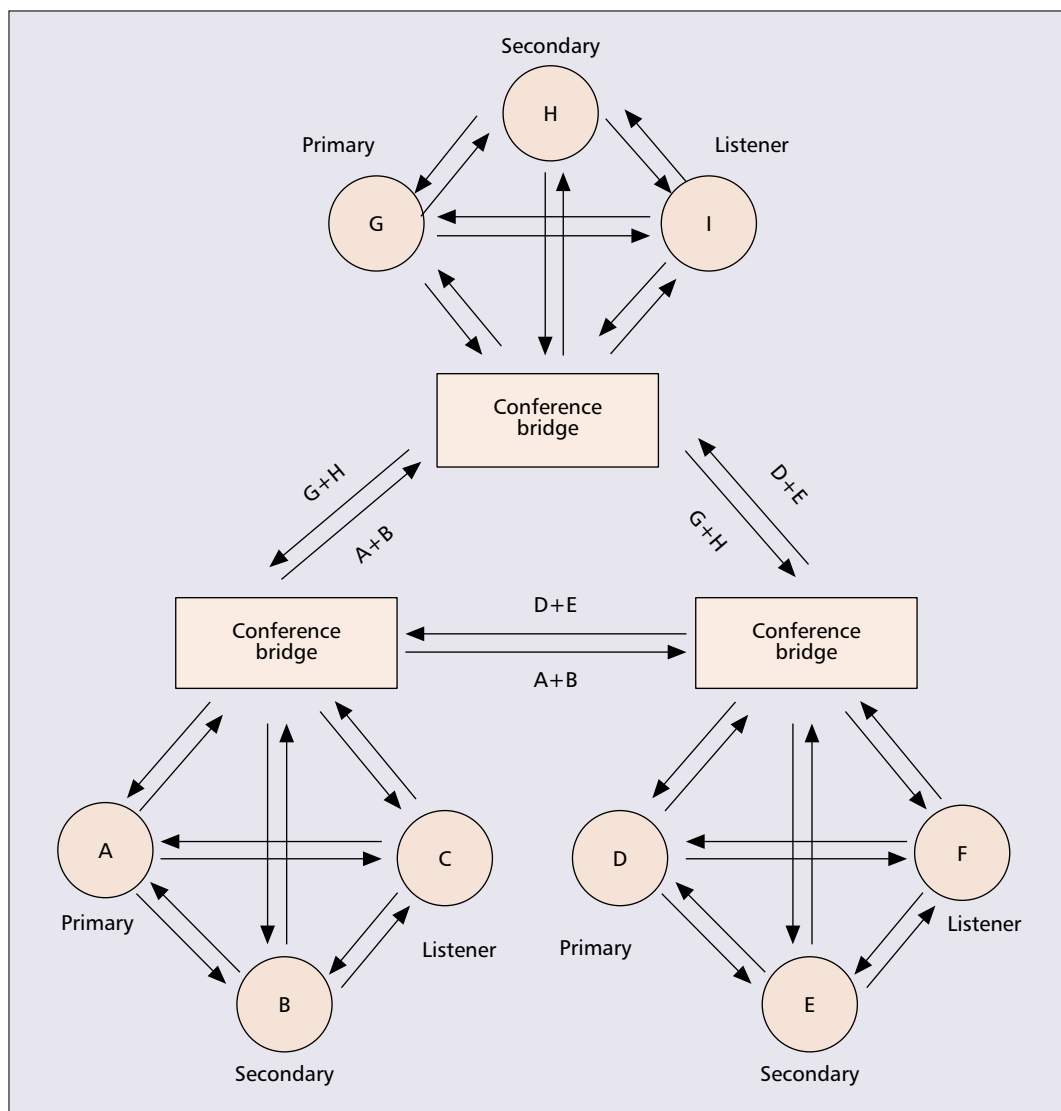 Secondary
H
Primary
Listener
G
I
Conference
bridge
G+H
A+B
D+E
G+H
D+E
A+B
Conference
bridge
Conference
bridge
A
C
D
F
Primary
Listener
Primary
Listener
B
E
Secondary
Secondary